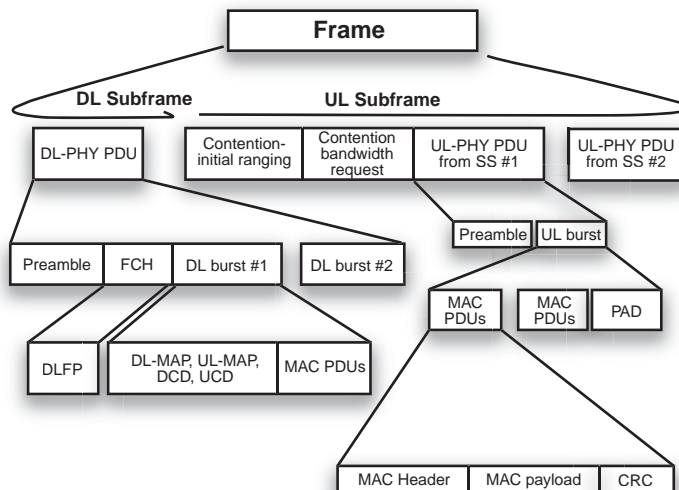 Frame
DL Subframe
UL Subframe
DL-PHY PDU
Contention-
initial ranging
Contention
bandwidth
request
UL-PHY PDU
from SS #1
UL-PHY PDU
from SS #2
Preamble
UL burst
Preamble
FCH
DL burst #1
DL burst #2
MAC
PDUs
MAC
PDUs
PAD
DLFP
DL-MAP, UL-MAP,
DCD, UCD
MAC PDUs
MAC Header
MAC payload
CRC